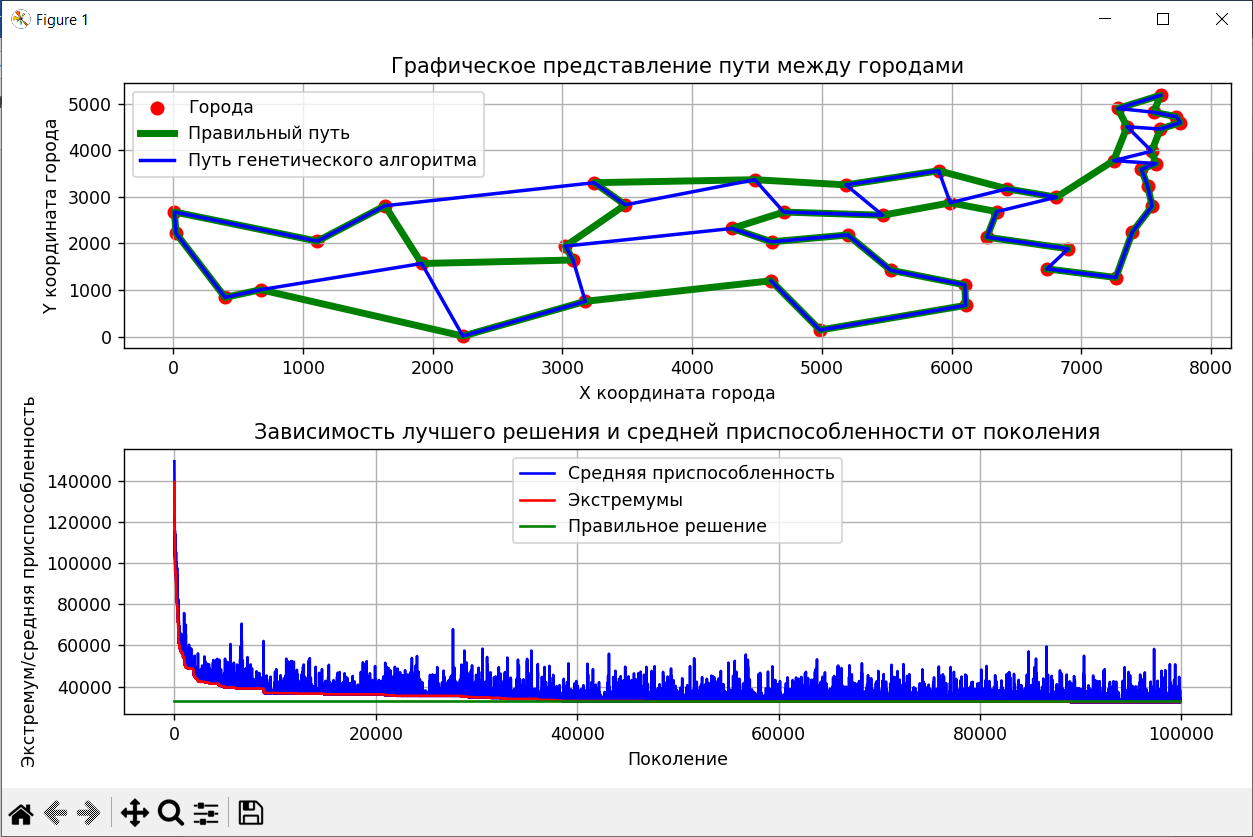 Figure 1
Графическое представление пути между городами
Города
Правильный путь
Путь генетического алгоритма
Y координата города
5000
4000
3000
2000
1000
0
0 1000 2000 3000 4000 5000 6000 7000 8000
X координата города
Зависимость лучшего решения и средней приспособленности от поколения
Средняя приспособленность
Экстремумы
Правильное решение
Экстремум/средняя приспособленность
140000
120000
100000
80000
60000
40000
0 20000 40000 60000 80000 100000
Поколение